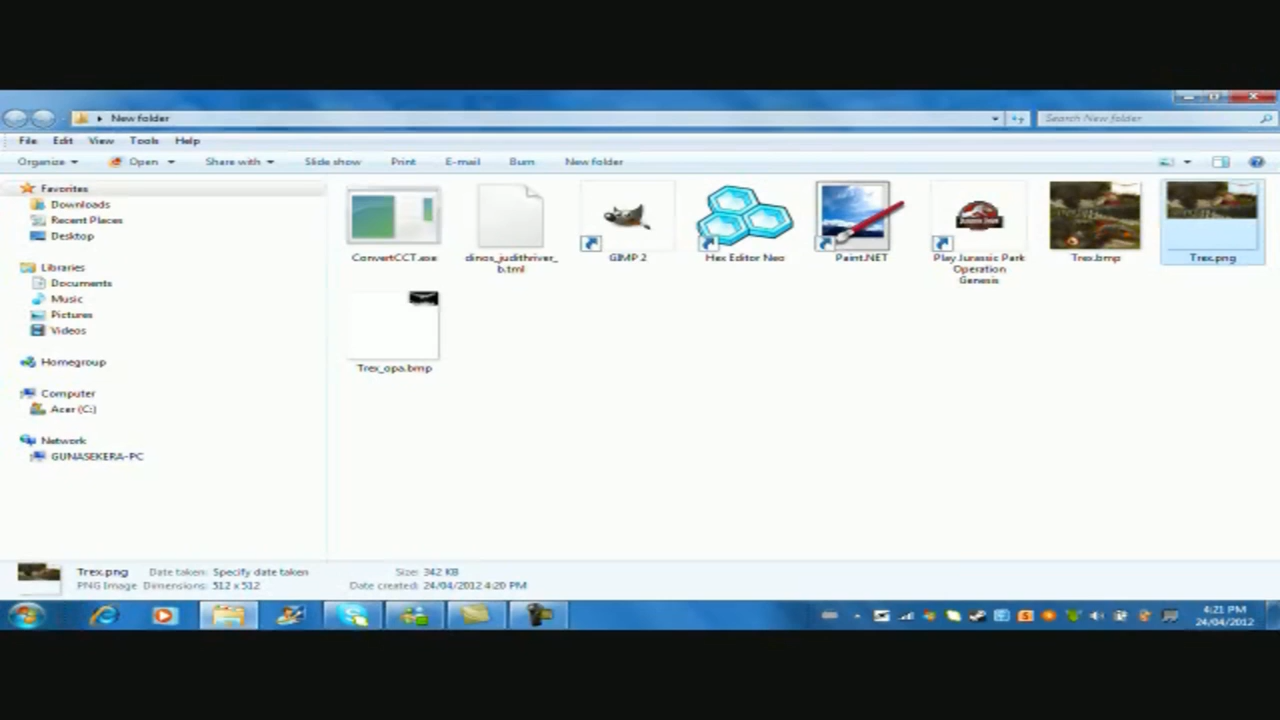 New folder
Search New folder
File Edit View Tools Help
Organize Open Share with Slide show Print E-mail Burn New folder
Favorites
Downloads
Recent Places
Desktop
Libraries
Documents
Music
Pictures
Videos
Homegroup
Computer
Acer (C:)
Network
GUNASEKERA-PC
ConvertCCT.exe
dinos_judithriver_
b.tml
GIMP 2
Hex Editor Neo
Paint.NET
Play Jurassic Park
Operation
Genesis
Trex.bmp
Trex.png
Trex_opa.bmp
Trex.png Date taken: Specify date taken Size: 342 KB
PNG Image Dimensions: 512 x 512 Date created: 24/04/2012 4:20 PM
4:21 PM
24/04/2012